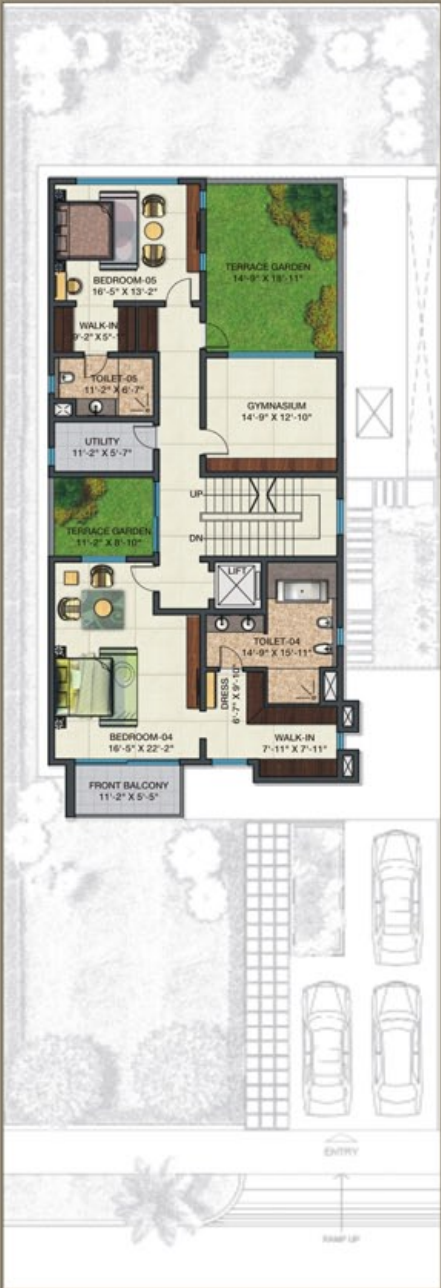 BEDROOM-05
16'-5" X 13'-2"
TERRACE GARDEN
14'-9" X 18'-11"
WALK-IN
9'-2" X 5'-
TOILET-05
11'-2" X 6'-7"
GYMNASIUM
14'-9" X 12'-10"
UTILITY
11'-2" X 5'-7"
UP
TERRACE GARDEN
11'-2" X 8'-10"
DN
LIFT
TOILET-04
14'-9" X 15'-11"
DRESS
6'-7" X 9'-10"
BEDROOM-04
16'-5" X 22'-2"
WALK-IN
7'-11" X 7'-11"
FRONT BALCONY
11'-2" X 5'-5"
ENTRY
RAMP UP